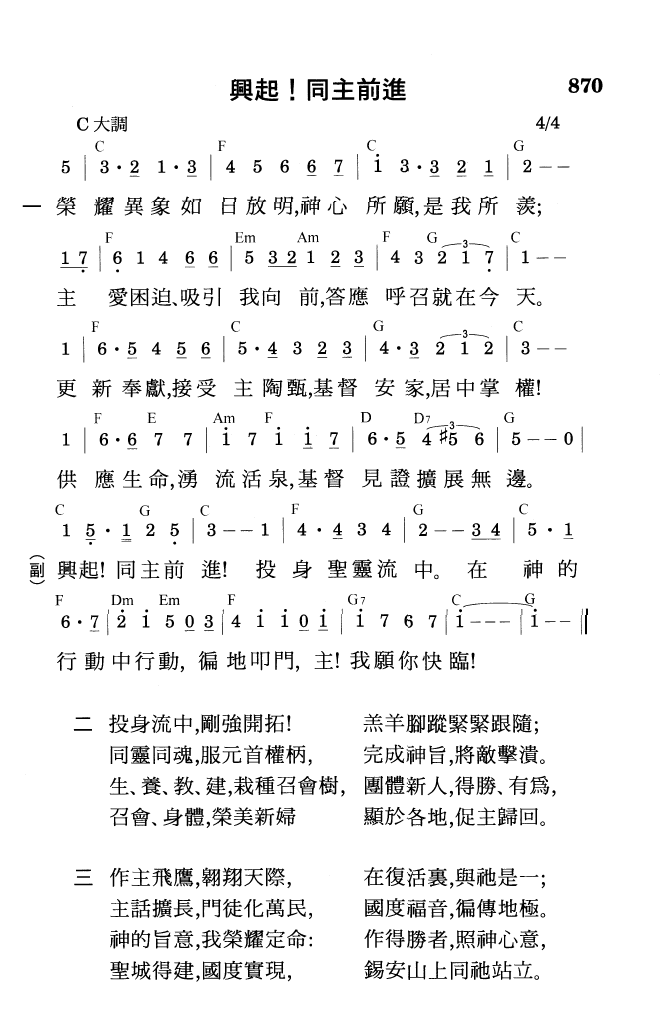 興起！同主前進 870
C 大調 4/4
C F C G
5 | 3 · 2 1 · 3 | 4 5 6 6 7 | i 3 · 3 2 1 | 2 – –
一 榮 耀 異 象 如 日 放 明,神 心 所 願,是 我 所 羨;
F Em Am F G C
1 7 | 6 1 4 6 6 | 5 3 2 1 2 3 | 4 3 2 1 7 | 1 – –
主 愛困迫、吸引 我向 前,答應 呼召就在今 天。
F C G C
1 | 6 · 5 4 5 6 | 5 · 4 3 2 3 | 4 · 3 2 1 2 | 3 – –
更 新 奉獻,接受 主 陶甄,基督 安 家,居中掌 權!
F E Am F D D7 G
1 | 6 · 6 7 7 | i 7 i i 7 | 6 · 5 4 #5 6 | 5 – – 0 |
供 應 生 命,湧 流 活 泉,基 督 見 證 擴 展 無 邊。
C G C F G C
1 5 · 1 2 5 | 3 – – 1 | 4 · 4 3 4 | 2 – – 3 4 | 5 · 1
(副) 興起! 同主前 進! 投 身 聖靈流 中。 在 神 的
F Dm Em F G7 C G
6 · 7 | 2 i 5 0 3 | 4 i i 0 i | i 7 6 7 | i – – – | i – – ||
行 動 中 行動, 徧 地 叩門, 主! 我 願 你 快 臨!
二 投身流中,剛強開拓! 羔羊腳蹤緊緊跟隨;
同靈同魂,服元首權柄, 完成神旨,將敵擊潰。
生、養、教、建,栽種召會樹, 團體新人,得勝、有為,
召會、身體,榮美新婦 顯於各地,促主歸回。
三 作主飛鷹,翱翔天際, 在復活裏,與祂是一;
主話擴長,門徒化萬民, 國度福音,徧傳地極。
神的旨意,我榮耀定命: 作得勝者,照神心意,
聖城得建,國度實現, 錫安山上同祂站立。